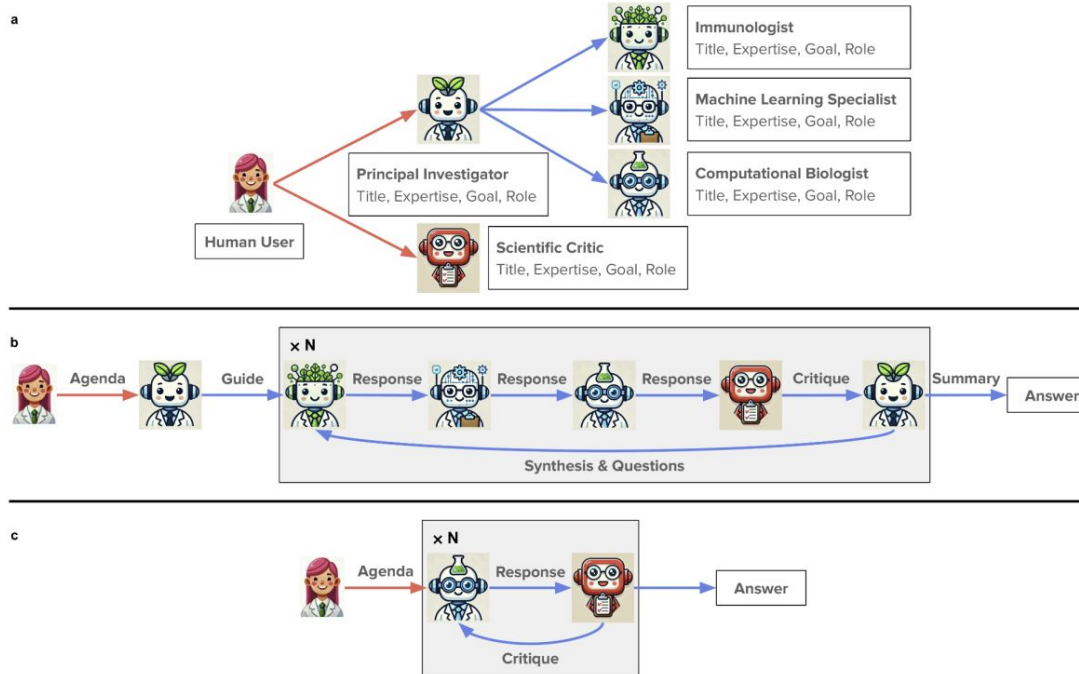 a
Immunologist
Title, Expertise, Goal, Role
Machine Learning Specialist
Title, Expertise, Goal, Role
Principal Investigator
Title, Expertise, Goal, Role
Computational Biologist
Title, Expertise, Goal, Role
Human User
Scientific Critic
Title, Expertise, Goal, Role
b
× N
Agenda
Guide
Response
Response
Response
Critique
Summary
Answer
Synthesis & Questions
c
× N
Agenda
Response
Answer
Critique